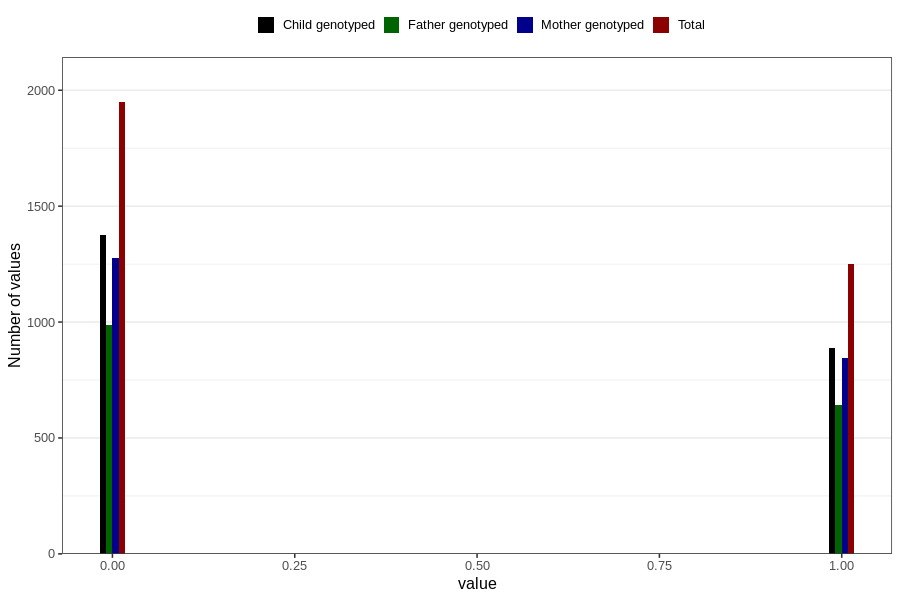 Child genotyped Father genotyped Mother genotyped Total
2000
1500
1000
500
0
Number of values
0.00 0.25 0.50 0.75 1.00
value